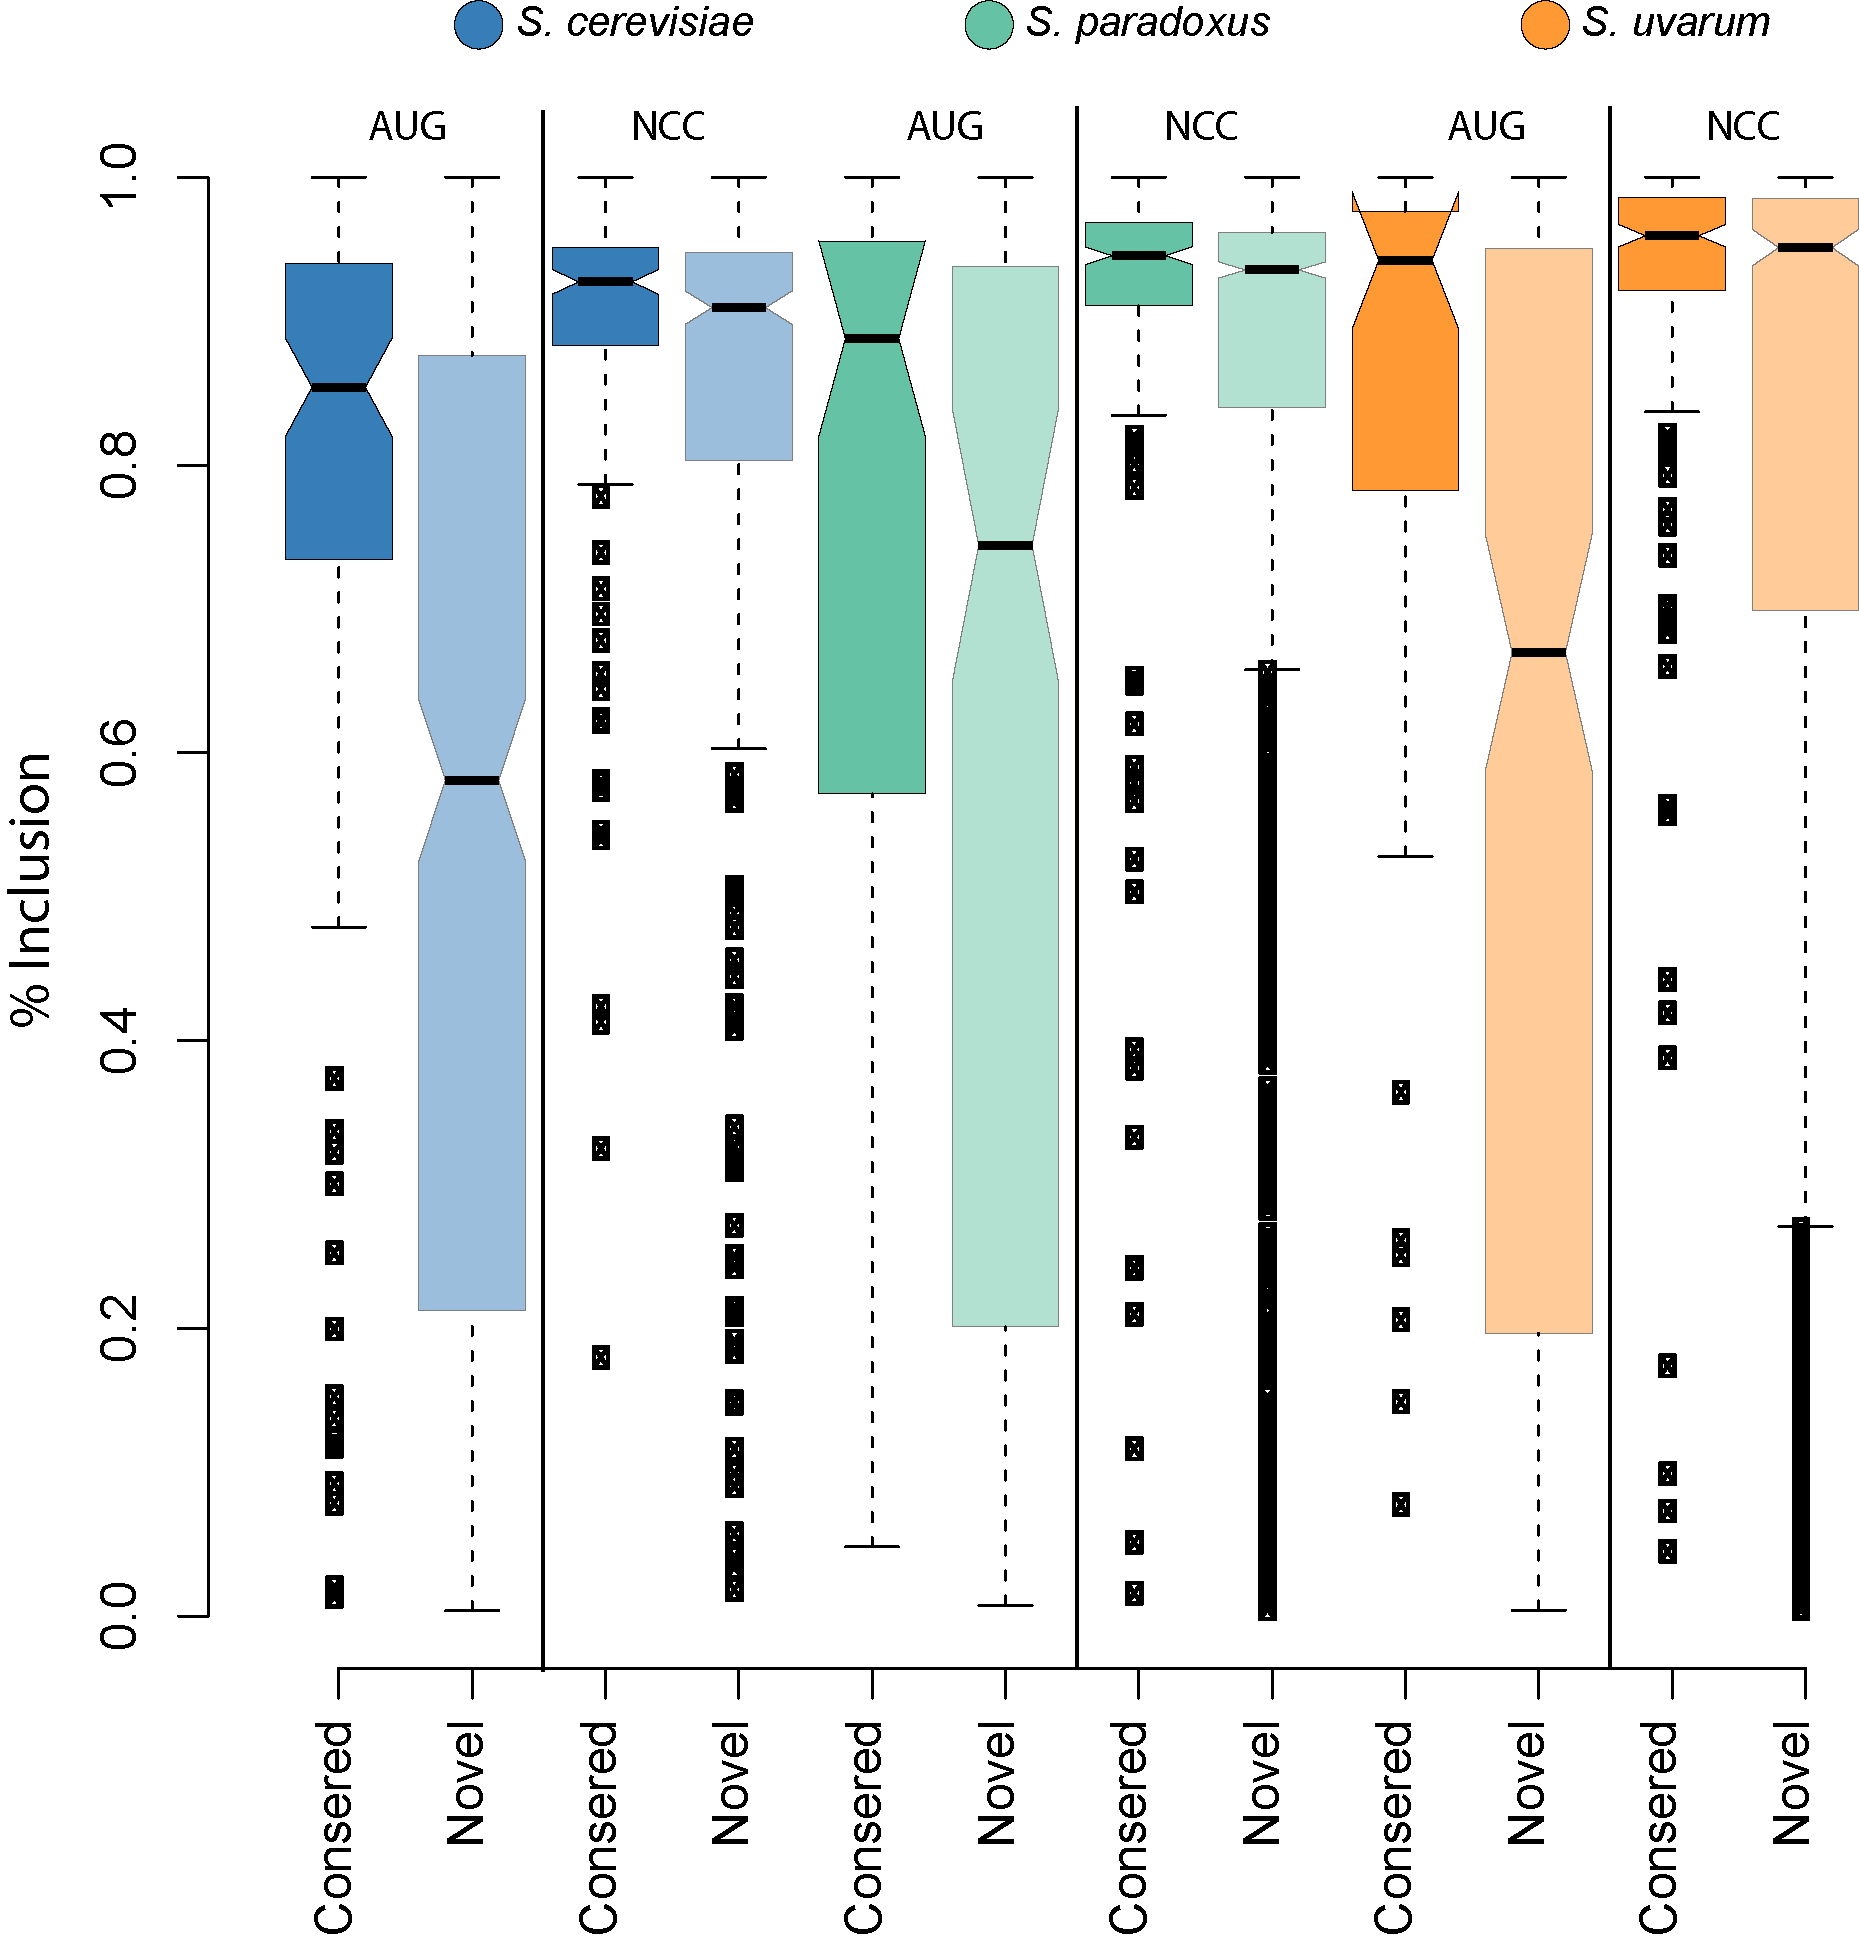 S. cerevisiae S. paradoxus S. uvarum
AUG NCC AUG NCC AUG NCC
% Inclusion
1.0
0.8
0.6
0.4
0.2
0.0
Consered Novel Consered Novel Consered Novel Consered Novel Consered Novel Consered Novel